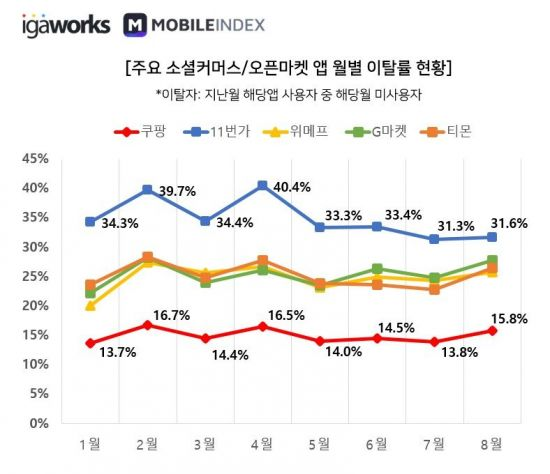 igaworks M MOBILEINDEX
[주요 소셜커머스/오픈마켓 앱 월별 이탈률 현황]
*이탈자: 지난월 해당앱 사용자 중 해당월 미사용자
쿠팡 11번가 위메프 G마켓 티몬
45%
40%
35%
30%
25%
20%
15%
10%
5%
0%
34.3% 39.7% 34.4% 40.4% 33.3% 33.4% 31.3% 31.6%
13.7% 16.7% 14.4% 16.5% 14.0% 14.5% 13.8% 15.8%
1월 2월 3월 4월 5월 6월 7월 8월